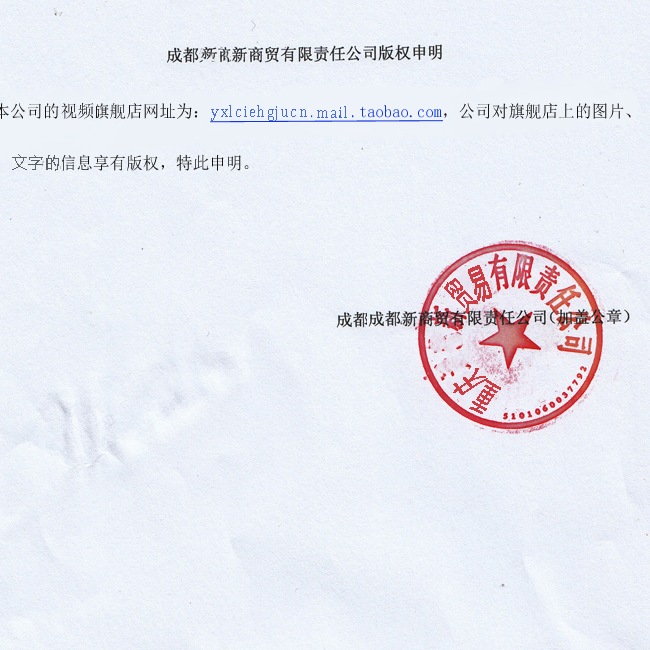 成都新新商贸有限责任公司版权申明
本公司的视频旗舰店网址为：yxlciehgjucn.mail.taobao.com，公司对旗舰店上的图片、
文字的信息享有版权，特此申明。
贸易有限责任公司
重庆
成都成都新商贸有限责任公司（加盖公章）
5101060037792